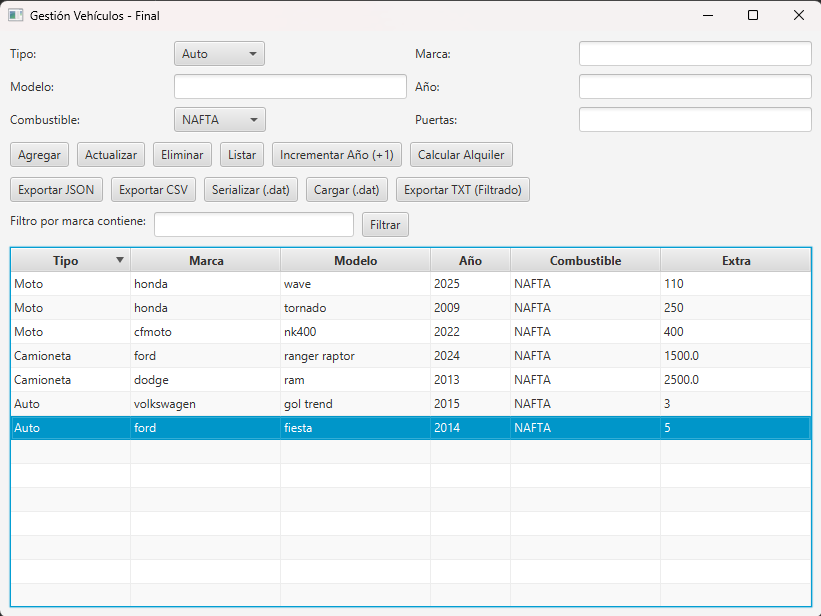 Gestión Vehículos - Final
Tipo: Auto Marca:
Modelo: Año:
Combustible: NAFTA Puertas:
Agregar Actualizar Eliminar Listar Incrementar Año (+1) Calcular Alquiler
Exportar JSON Exportar CSV Serializar (.dat) Cargar (.dat) Exportar TXT (Filtrado)
Filtro por marca contiene: Filtrar
Tipo Marca Modelo Año Combustible Extra
Moto honda wave 2025 NAFTA 110
Moto honda tornado 2009 NAFTA 250
Moto cfmoto nk400 2022 NAFTA 400
Camioneta ford ranger raptor 2024 NAFTA 1500.0
Camioneta dodge ram 2013 NAFTA 2500.0
Auto volkswagen gol trend 2015 NAFTA 3
Auto ford fiesta 2014 NAFTA 5